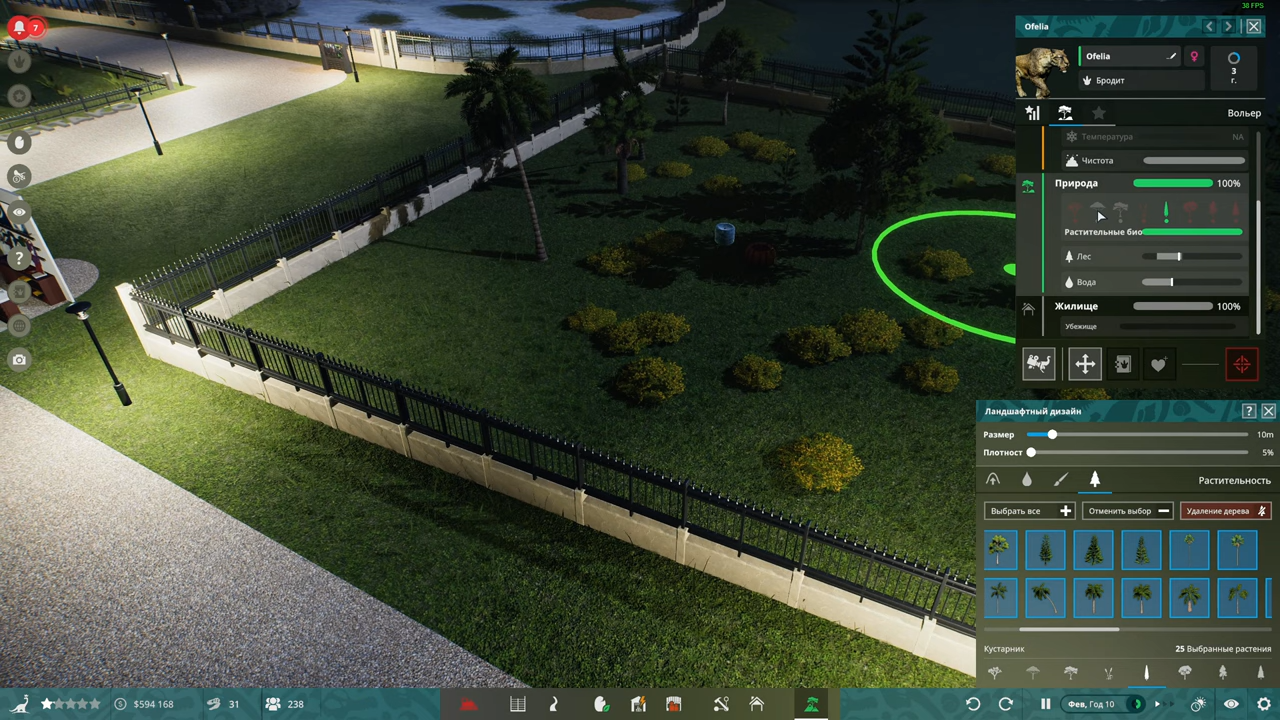 38 FPS
7
Ofelia
Ofelia
Бродит
3
г.
Вольер
Температура NA
Чистота
Природа 100%
Растительные био
Лес
Вода
Жилище 100%
Убежище
Ландшафтный дизайн
?
Размер 10m
Плотност 5%
Растительность
Выбрать все
Отменить выбор
Удаление дерева
Кустарник 25 Выбранные растения
?
$594 168 31 238
Фев, Год 10